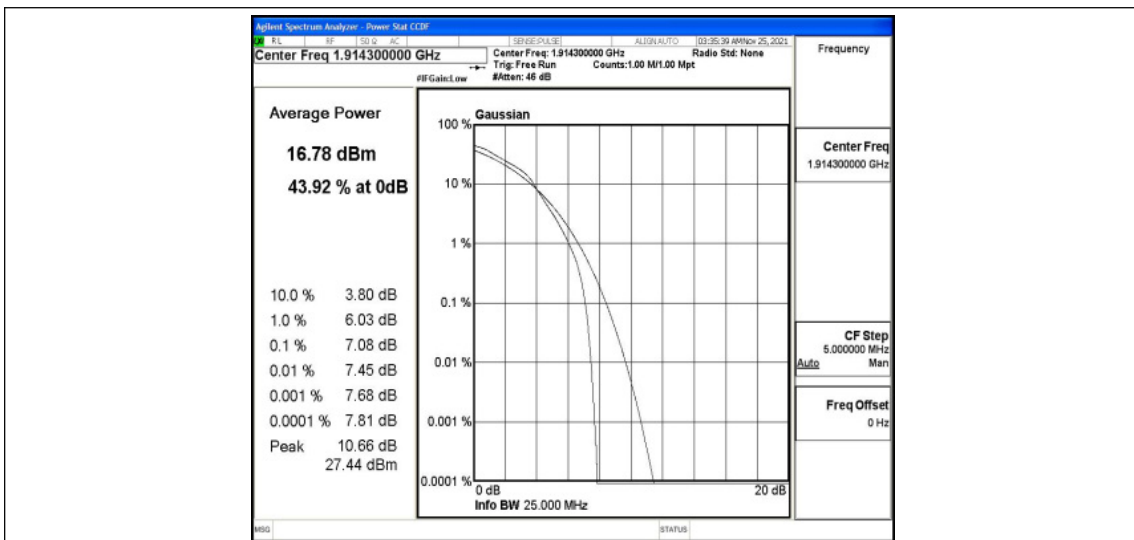 Agilent Spectrum Analyzer - Power Stat CCDF
RL RF 50 Ω AC SENSE:PULSE ALIGN AUTO 03:35:39 AM Nov 25, 2021
Center Freq 1.914300000 GHz
Center Freq: 1.914300000 GHz Radio Std: None
Trig: Free Run Counts:1.00 M/1.00 Mpt
#IFGain:Low #Atten: 46 dB
Frequency
Average Power
16.78 dBm
43.92 % at 0dB
10.0 % 3.80 dB
1.0 % 6.03 dB
0.1 % 7.08 dB
0.01 % 7.45 dB
0.001 % 7.68 dB
0.0001 % 7.81 dB
Peak 10.66 dB
27.44 dBm
Gaussian
100 %
10 %
1 %
0.1 %
0.01 %
0.001 %
0.0001 %
0 dB 20 dB
Info BW 25.000 MHz
Center Freq
1.914300000 GHz
CF Step
5.000000 MHz
Auto Man
Freq Offset
0 Hz
MSG STATUS